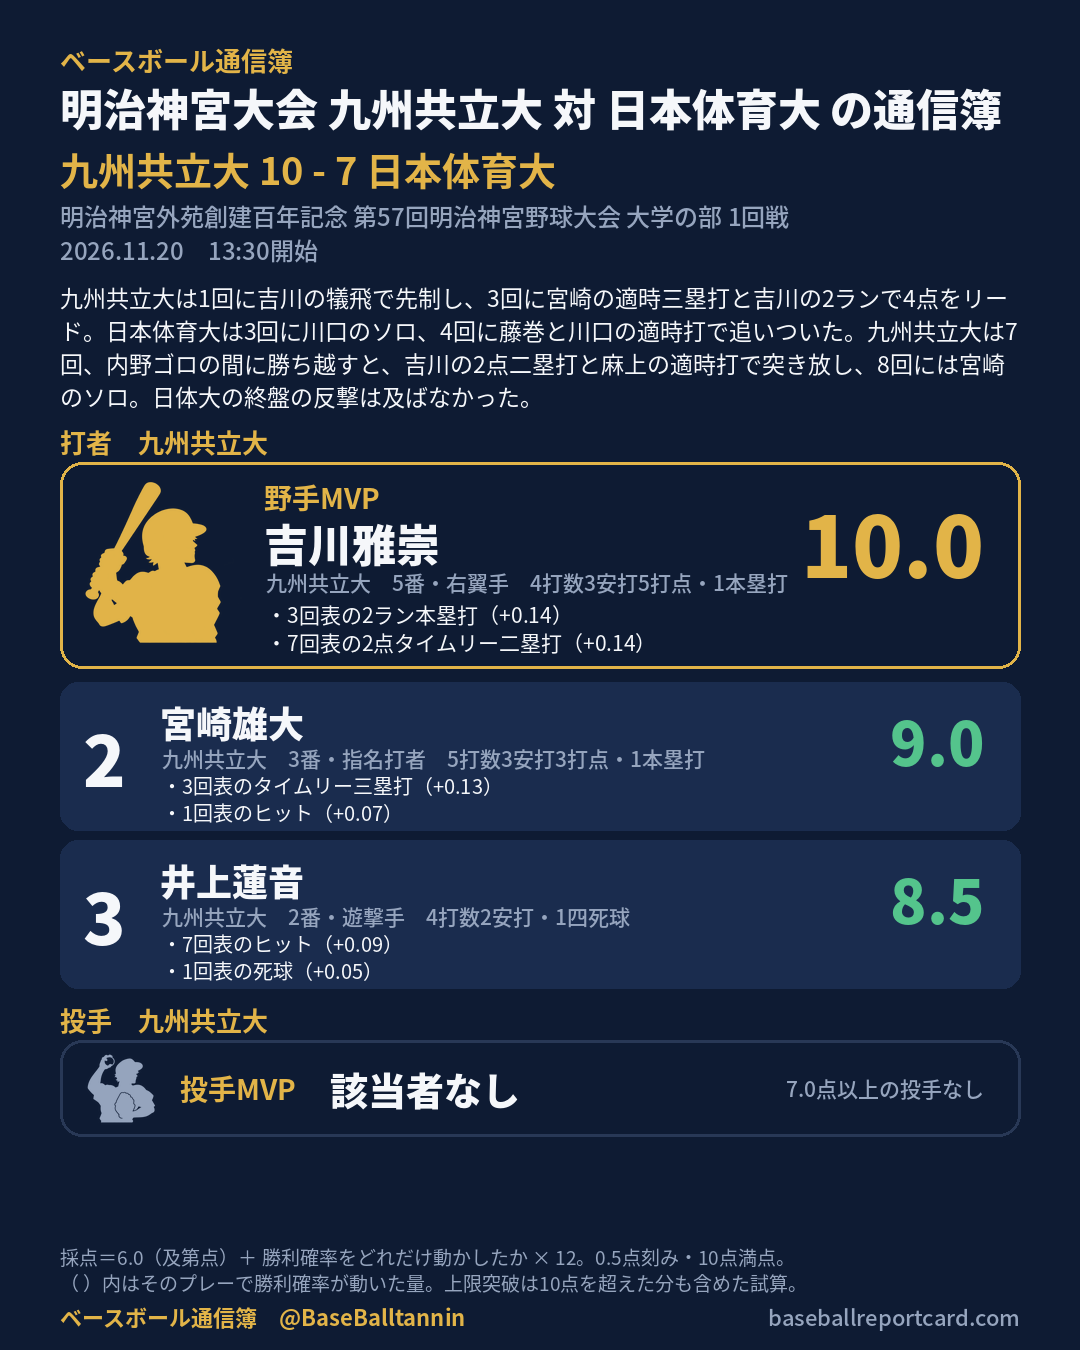 ベースボール通信簿
明治神宮大会 九州共立大 対 日本体育大 の通信簿
九州共立大 10 - 7 日本体育大
明治神宮外苑創建百年記念 第57回明治神宮野球大会 大学の部 1回戦
2026.11.20　13:30開始
九州共立大は1回に吉川の犠飛で先制し、3回に宮崎の適時三塁打と吉川の2ランで4点をリー
ド。日本体育大は3回に川口のソロ、4回に藤巻と川口の適時打で追いついた。九州共立大は7
回、内野ゴロの間に勝ち越すと、吉川の2点二塁打と麻上の適時打で突き放し、8回には宮崎
のソロ。日体大の終盤の反撃は及ばなかった。
打者　九州共立大
野手MVP
吉川雅崇
10.0
九州共立大　5番・右翼手　4打数3安打5打点・1本塁打
・3回表の2ラン本塁打（+0.14）
・7回表の2点タイムリー二塁打（+0.14）
2
宮崎雄大
9.0
九州共立大　3番・指名打者　5打数3安打3打点・1本塁打
・3回表のタイムリー三塁打（+0.13）
・1回表のヒット（+0.07）
3
井上蓮音
8.5
九州共立大　2番・遊撃手　4打数2安打・1四死球
・7回表のヒット（+0.09）
・1回表の死球（+0.05）
投手　九州共立大
投手MVP　該当者なし　7.0点以上の投手なし
採点＝6.0（及第点）＋ 勝利確率をどれだけ動かしたか × 12。0.5点刻み・10点満点。
（ ）内はそのプレーで勝利確率が動いた量。上限突破は10点を超えた分も含めた試算。
ベースボール通信簿　@BaseBalltannin　baseballreportcard.com